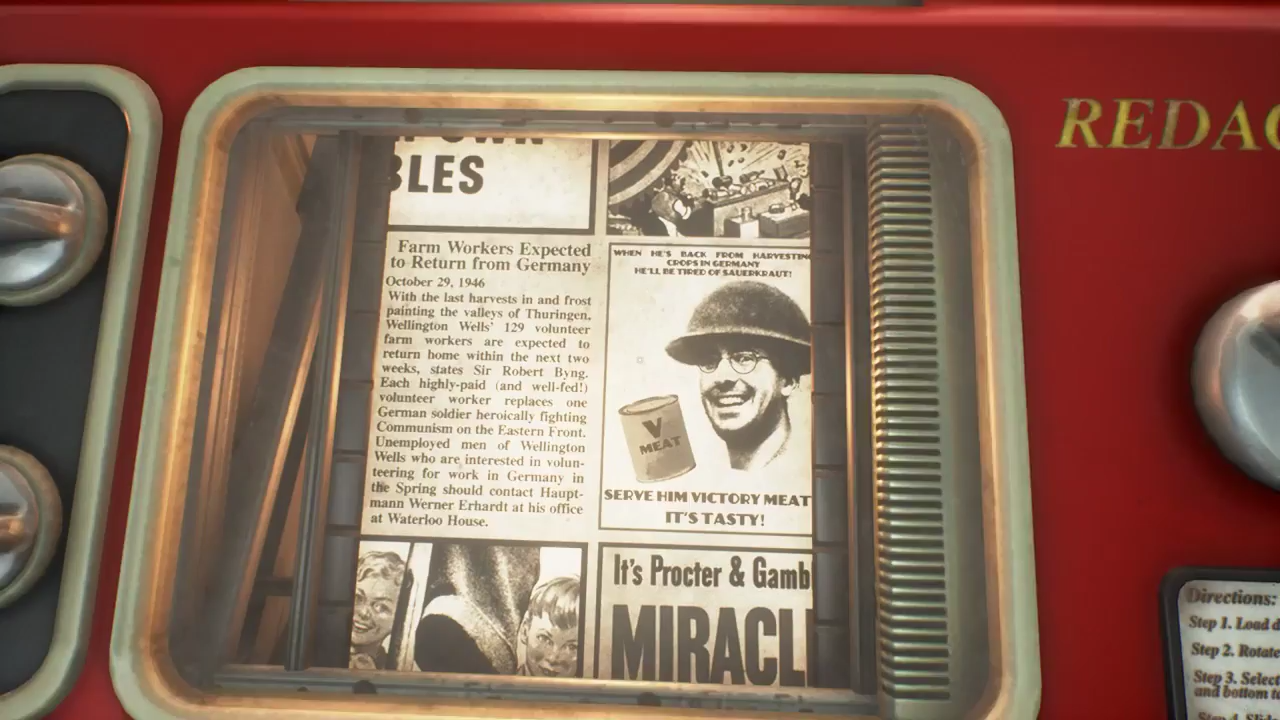 BLES
Farm Workers Expected
to Return from Germany
October 29, 1946
With the last harvests in and frost
painting the valleys of Thuringen,
Wellington Wells' 129 volunteer
farm workers are expected to
return home within the next two
weeks, states Sir Robert Byng.
Each highly-paid (and well-fed!)
volunteer worker replaces one
German soldier heroically fighting
Communism on the Eastern Front.
Unemployed men of Wellington
Wells who are interested in volun-
teering for work in Germany in
the Spring should contact Haupt-
mann Werner Erhardt at his office
at Waterloo House.
WHEN HE'S BACK FROM HARVESTING
CROPS IN GERMANY
HE'LL BE TIRED OF SAUERKRAUT!
V
MEAT
SERVE HIM VICTORY MEAT
IT'S TASTY!
It's Procter & Gamb
MIRACL
REDAC
Directions:
Step 1. Load
Step 2. Rotate
Step 3. Select
and bottom